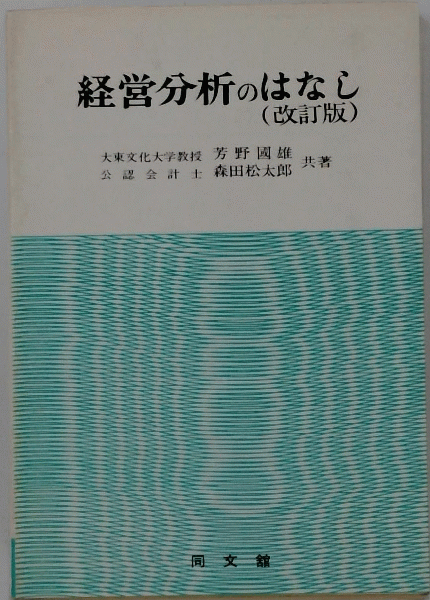 経営分析のはなし
(改訂版)
大東文化大学教授 芳野國雄
公認会計士 森田松太郎 共著
同文舘